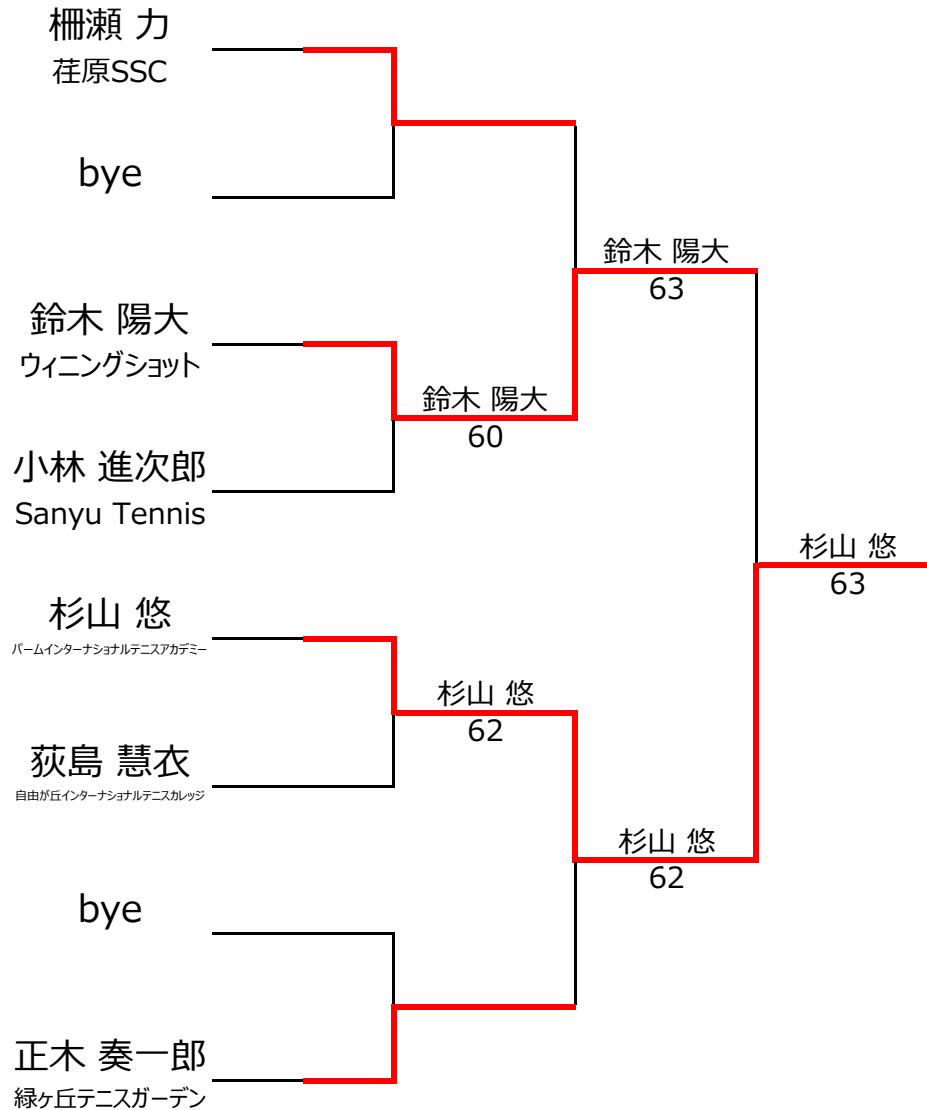 柵瀬 力
荏原SSC
bye
鈴木 陽大
63
鈴木 陽大
ウィニングショット
鈴木 陽大
60
小林 進次郎
Sanyu Tennis
杉山 悠
63
杉山 悠
パームインターナショナルテニスアカデミー
杉山 悠
62
荻島 慧衣
自由が丘インターナショナルテニスカレッジ
杉山 悠
62
bye
正木 奏一郎
緑ヶ丘テニスガーデン